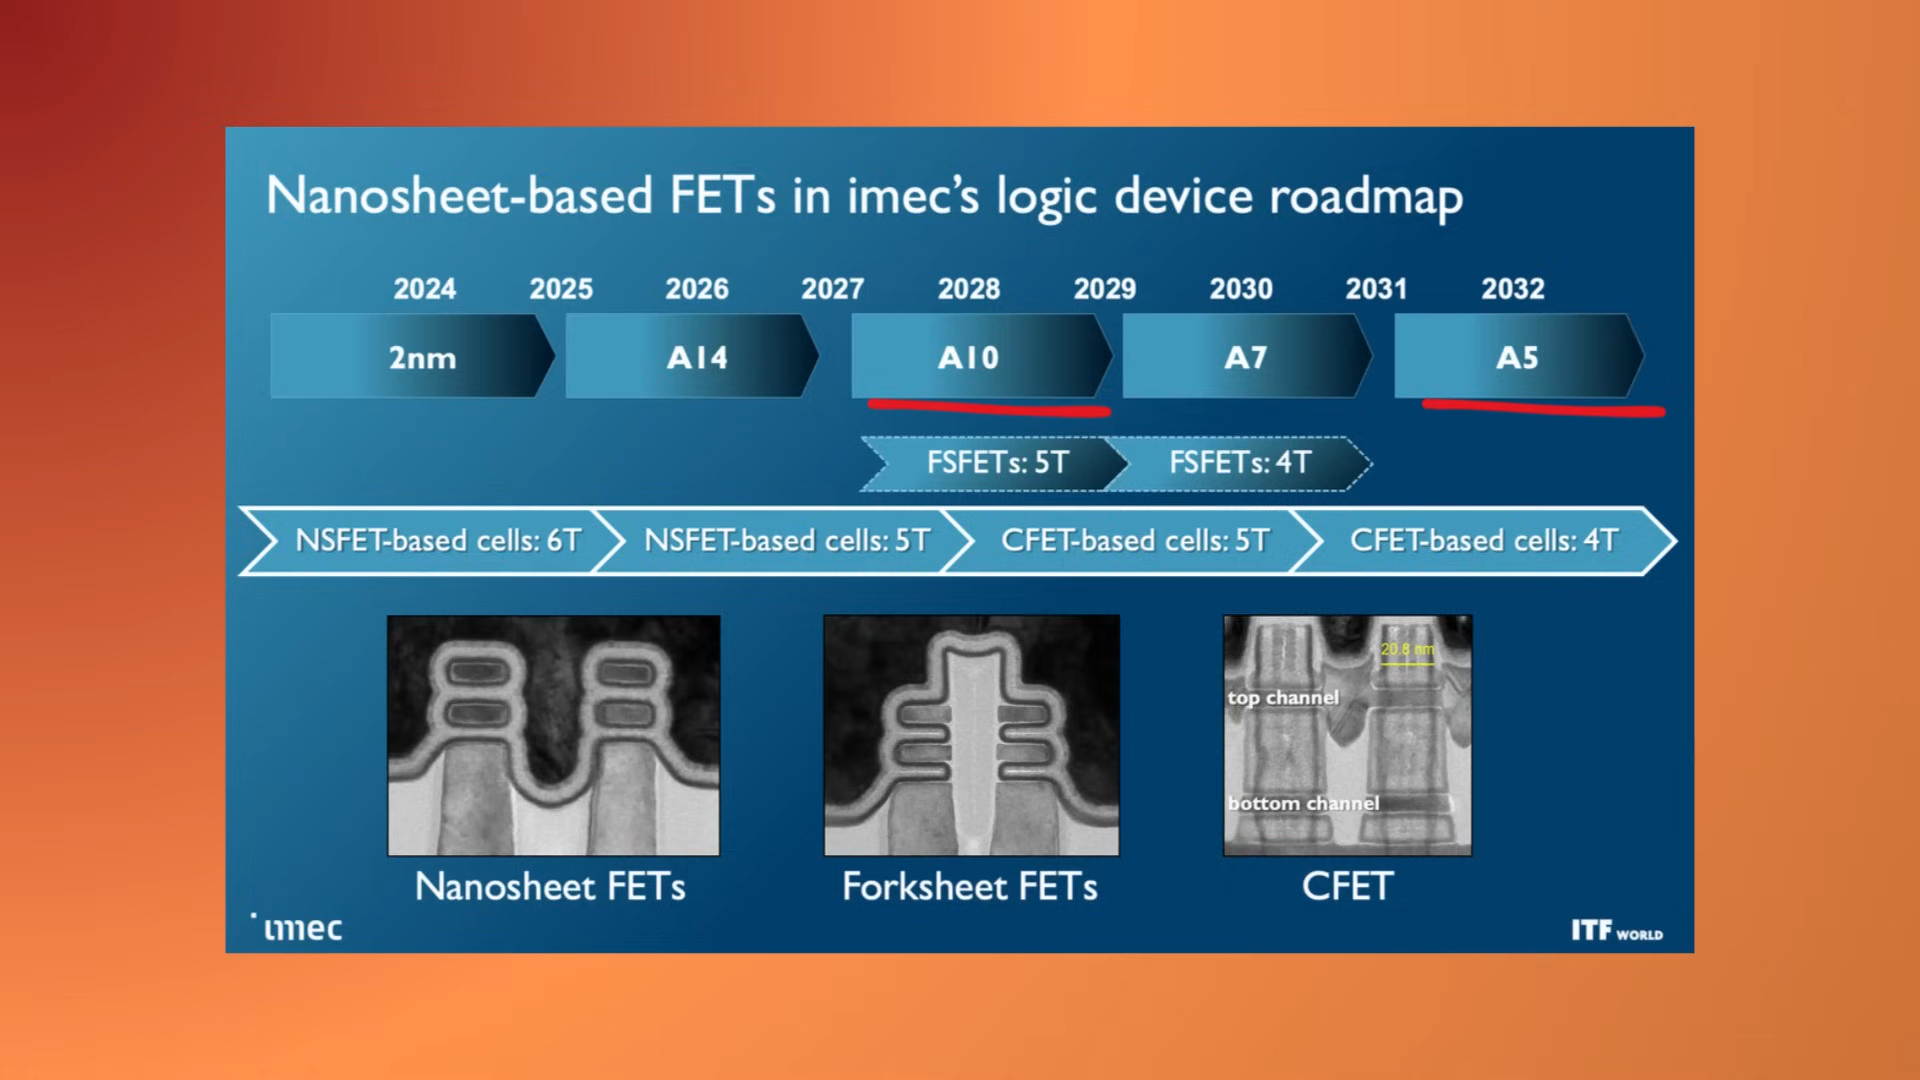 Nanosheet-based FETs in imec's logic device roadmap
2024 2025 2026 2027 2028 2029 2030 2031 2032
2nm A14 A10 A7 A5
FSFETs: 5T FSFETs: 4T
NSFET-based cells: 6T NSFET-based cells: 5T CFET-based cells: 5T CFET-based cells: 4T
20.8 nm
top channel
bottom channel
Nanosheet FETs Forksheet FETs CFET
imec ITF WORLD